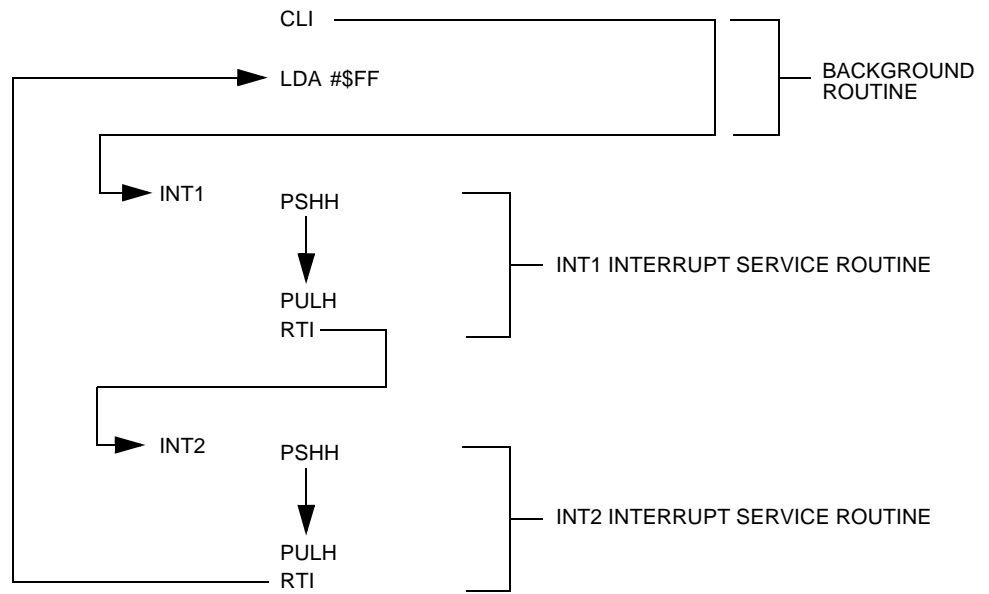 CLI
LDA #$FF
BACKGROUND
ROUTINE
INT1
PSHH
INT1 INTERRUPT SERVICE ROUTINE
PULH
RTI
INT2
PSHH
INT2 INTERRUPT SERVICE ROUTINE
PULH
RTI